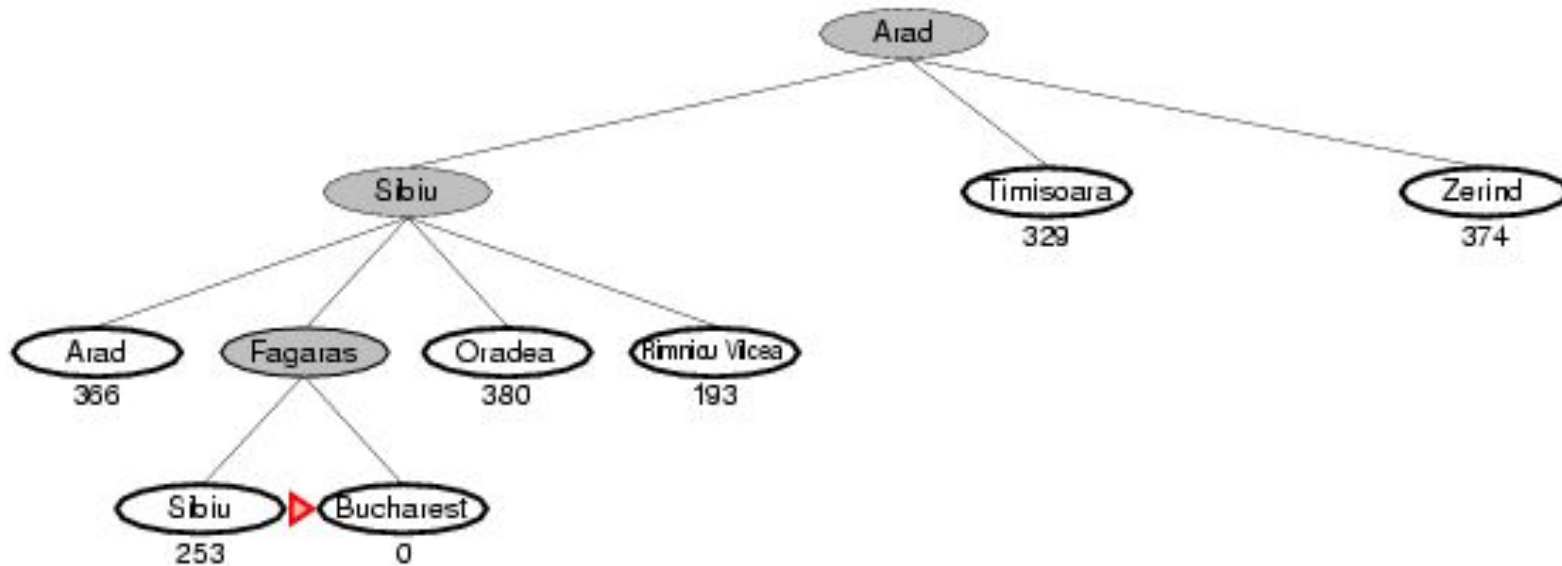 Arad
Sibiu
Timisoara
Zerind
329
374
Arad
Fagaras
Oradea
Rimnicu Vilcea
366
380
193
Sibiu
Bucharest
253
0